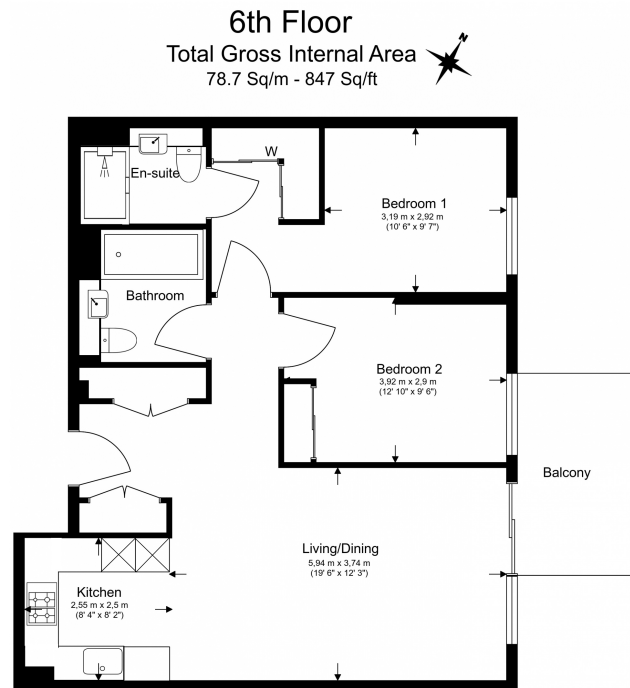 6th Floor
Total Gross Internal Area
78.7 Sq/m - 847 Sq/ft
N
W
En-suite
Bedroom 1
3,19 m x 2,92 m
(10' 6" x 9' 7")
Bathroom
Bedroom 2
3,92 m x 2,9 m
(12' 10" x 9' 6")
Balcony
Living/Dining
5,94 m x 3,74 m
(19' 6" x 12' 3")
Kitchen
2,55 m x 2,5 m
(8' 4" x 8' 2")